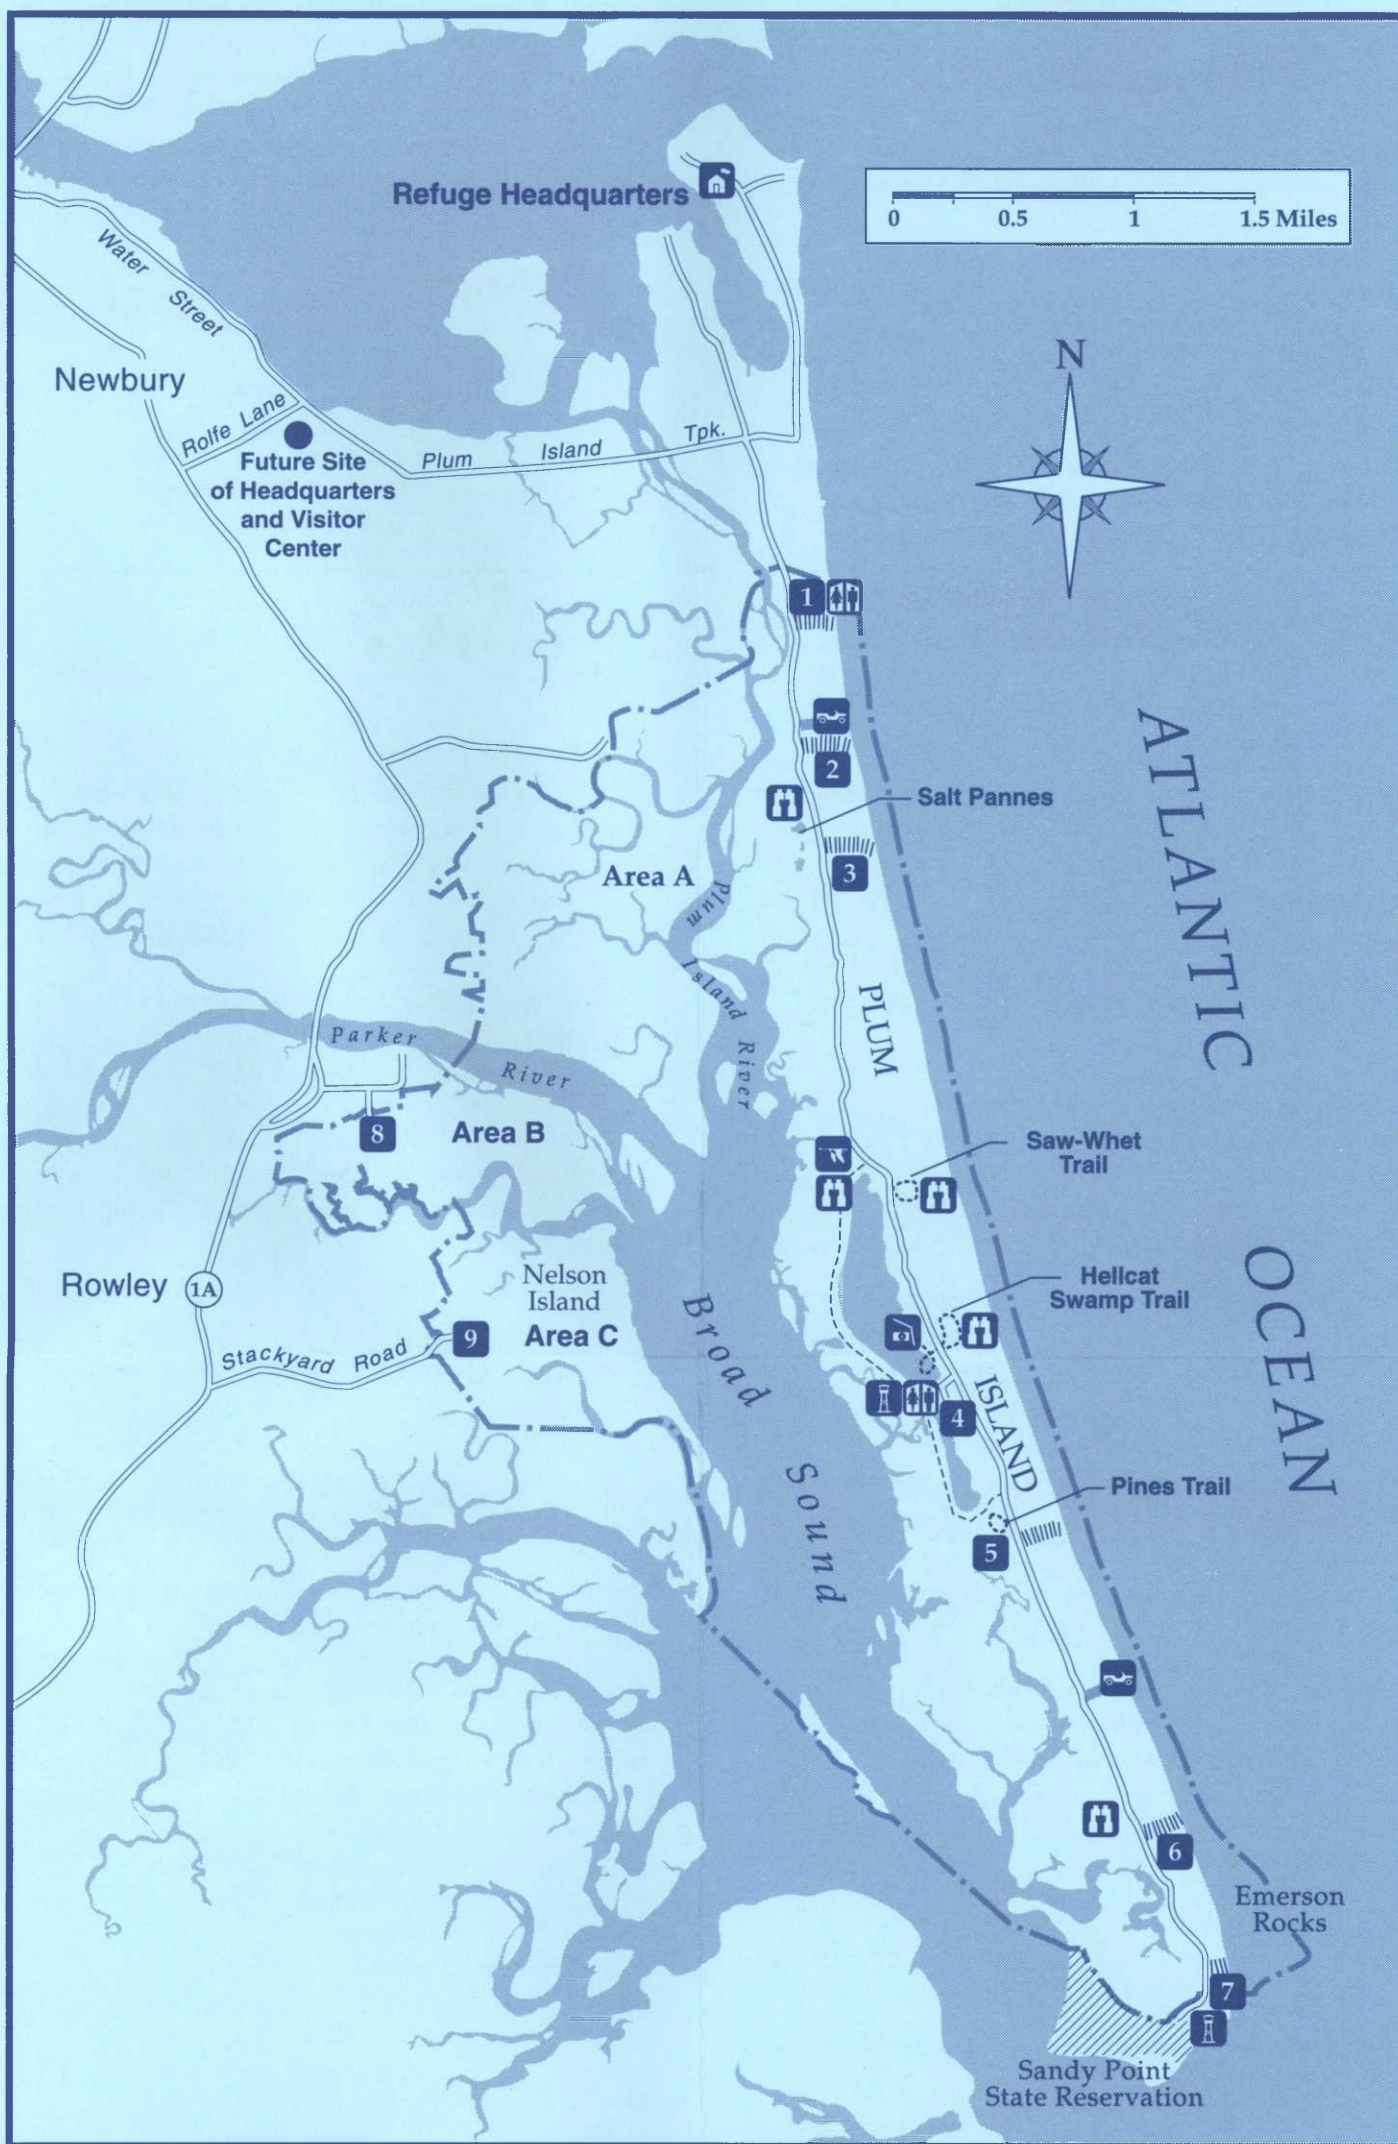 Refuge Headquarters
0 0.5 1 1.5 Miles
N
Water
Street
Newbury
Rolfe Lane
Plum Island Tpk.
Future Site
of Headquarters
and Visitor
Center
1
2
Salt Pannes
3
Area A
Plum
Island River
PLUM
ATLANTIC
Parker
River
8
Area B
Saw-Whet
Trail
Rowley 1A
Nelson
Island
Area C
9
Stackyard Road
Hellcat
Swamp Trail
OCEAN
Broad
Sound
4
ISLAND
Pines Trail
5
6
Emerson
Rocks
7
Sandy Point
State Reservation